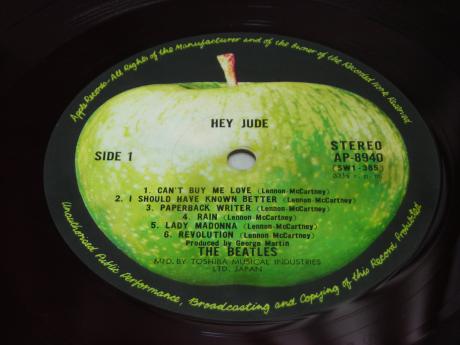 Apple Records-All Rights of the Manufacturer and of the Owner of the Recorded Work Reserved
HEY JUDE
SIDE 1
STEREO
AP-8940
(SW1-385)
33⅓ r. p. m.
1. CAN'T BUY ME LOVE (Lennon-McCartney)
2. I SHOULD HAVE KNOWN BETTER (Lennon-McCartney)
3. PAPERBACK WRITER (Lennon-McCartney)
4. RAIN (Lennon-McCartney)
5. LADY MADONNA (Lennon-McCartney)
6. REVOLUTION (Lennon-McCartney)
Produced by George Martin
THE BEATLES
MFD. BY TOSHIBA MUSICAL INDUSTRIES
LTD. JAPAN
Unauthorised Public Performance, Broadcasting and Copying of this Record Prohibited